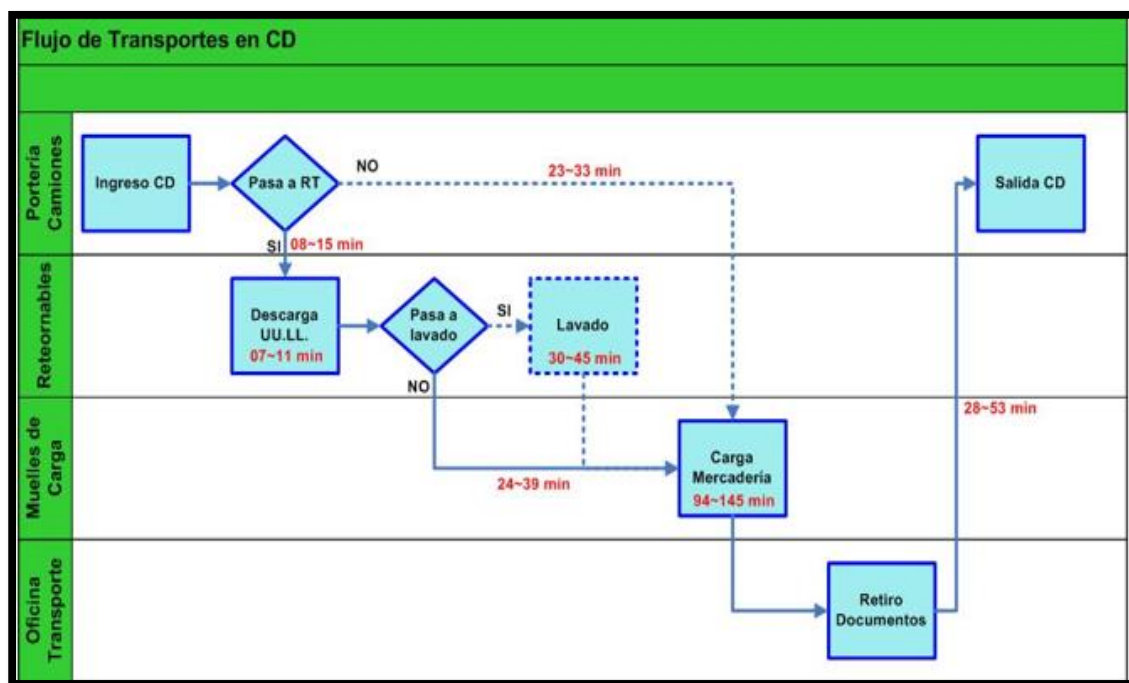 Flujo de Transportes en CD
Portería
Camiones
Ingreso CD
Pasa a RT
NO
23~33 min
Salida CD
SI
08~15 min
Reteornables
Descarga
UU.LL.
07~11 min
Pasa a
lavado
SI
Lavado
30~45 min
NO
28~53 min
Muelles de
Carga
24~39 min
Carga
Mercadería
94~145 min
Oficina
Transporte
Retiro
Documentos